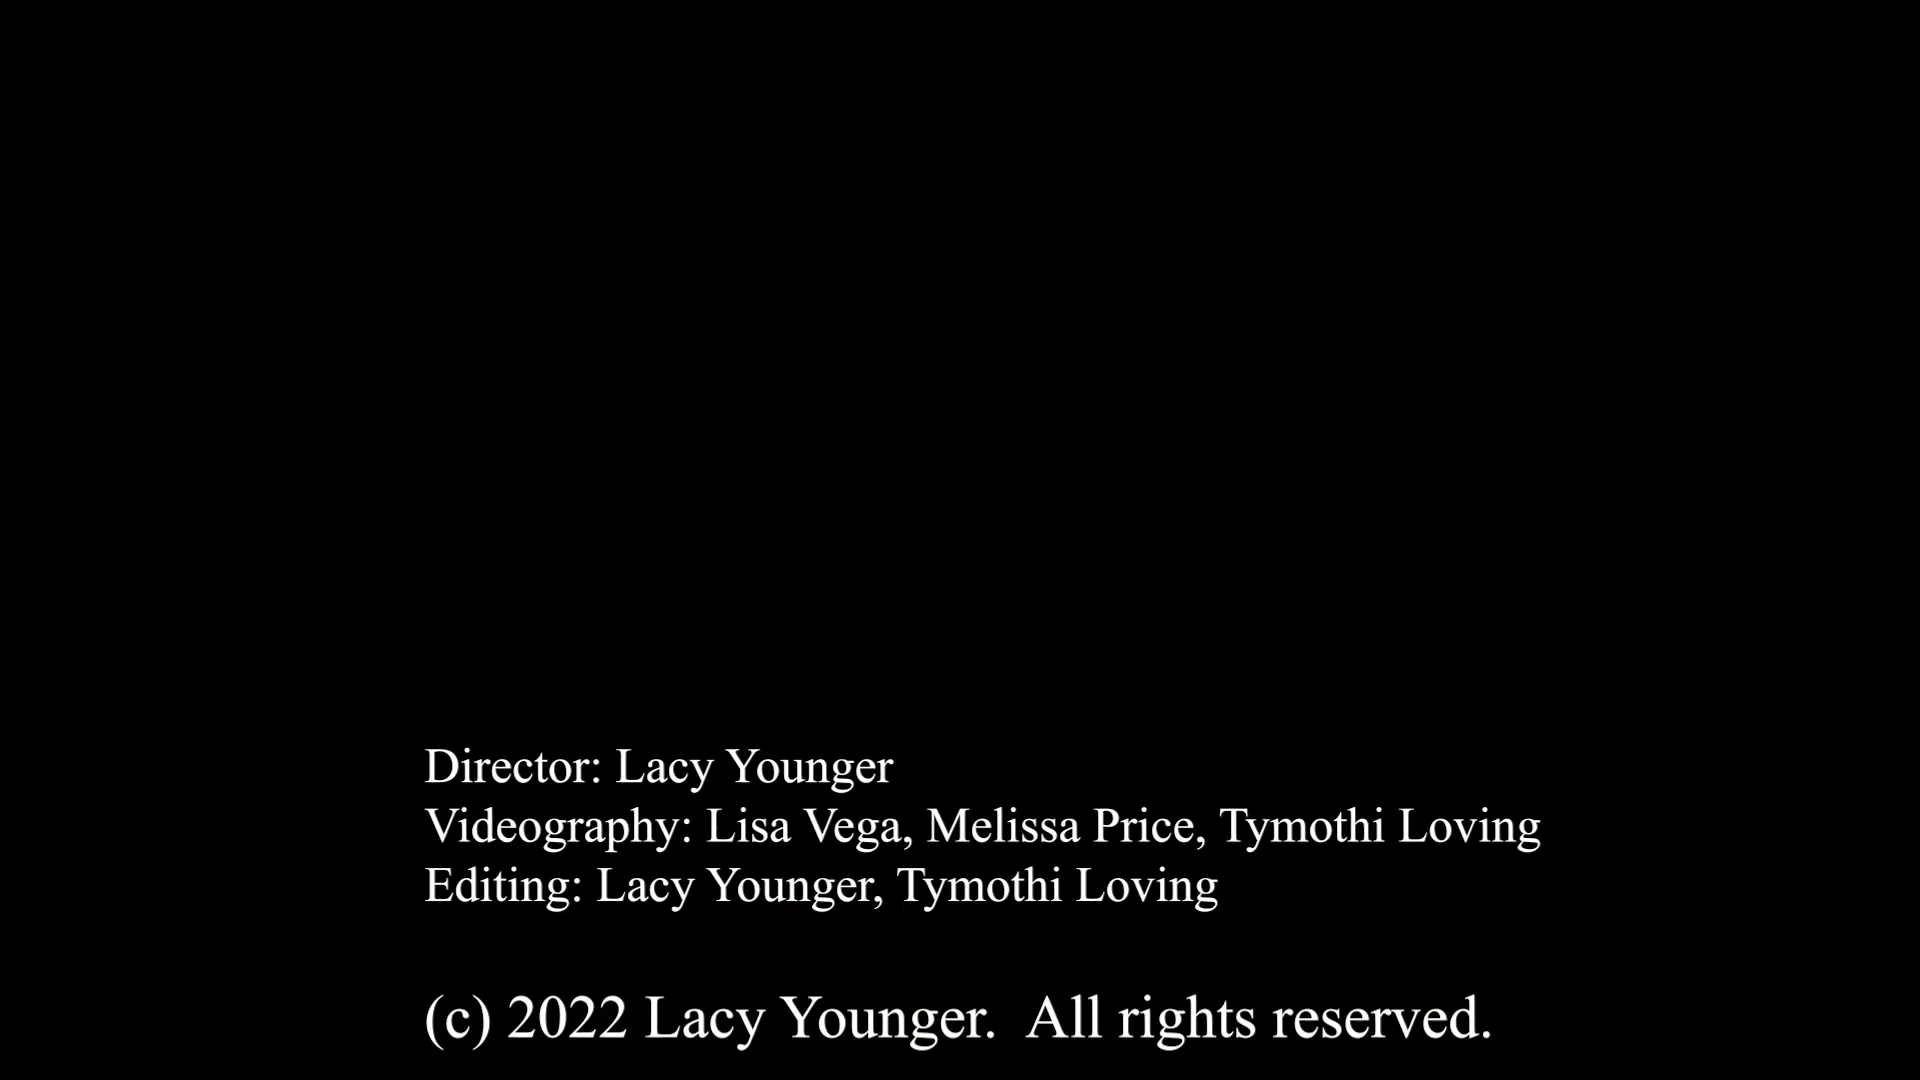 Director: Lacy Younger
Videography: Lisa Vega, Melissa Price, Tymothi Loving
Editing: Lacy Younger, Tymothi Loving
(c) 2022 Lacy Younger.  All rights reserved.